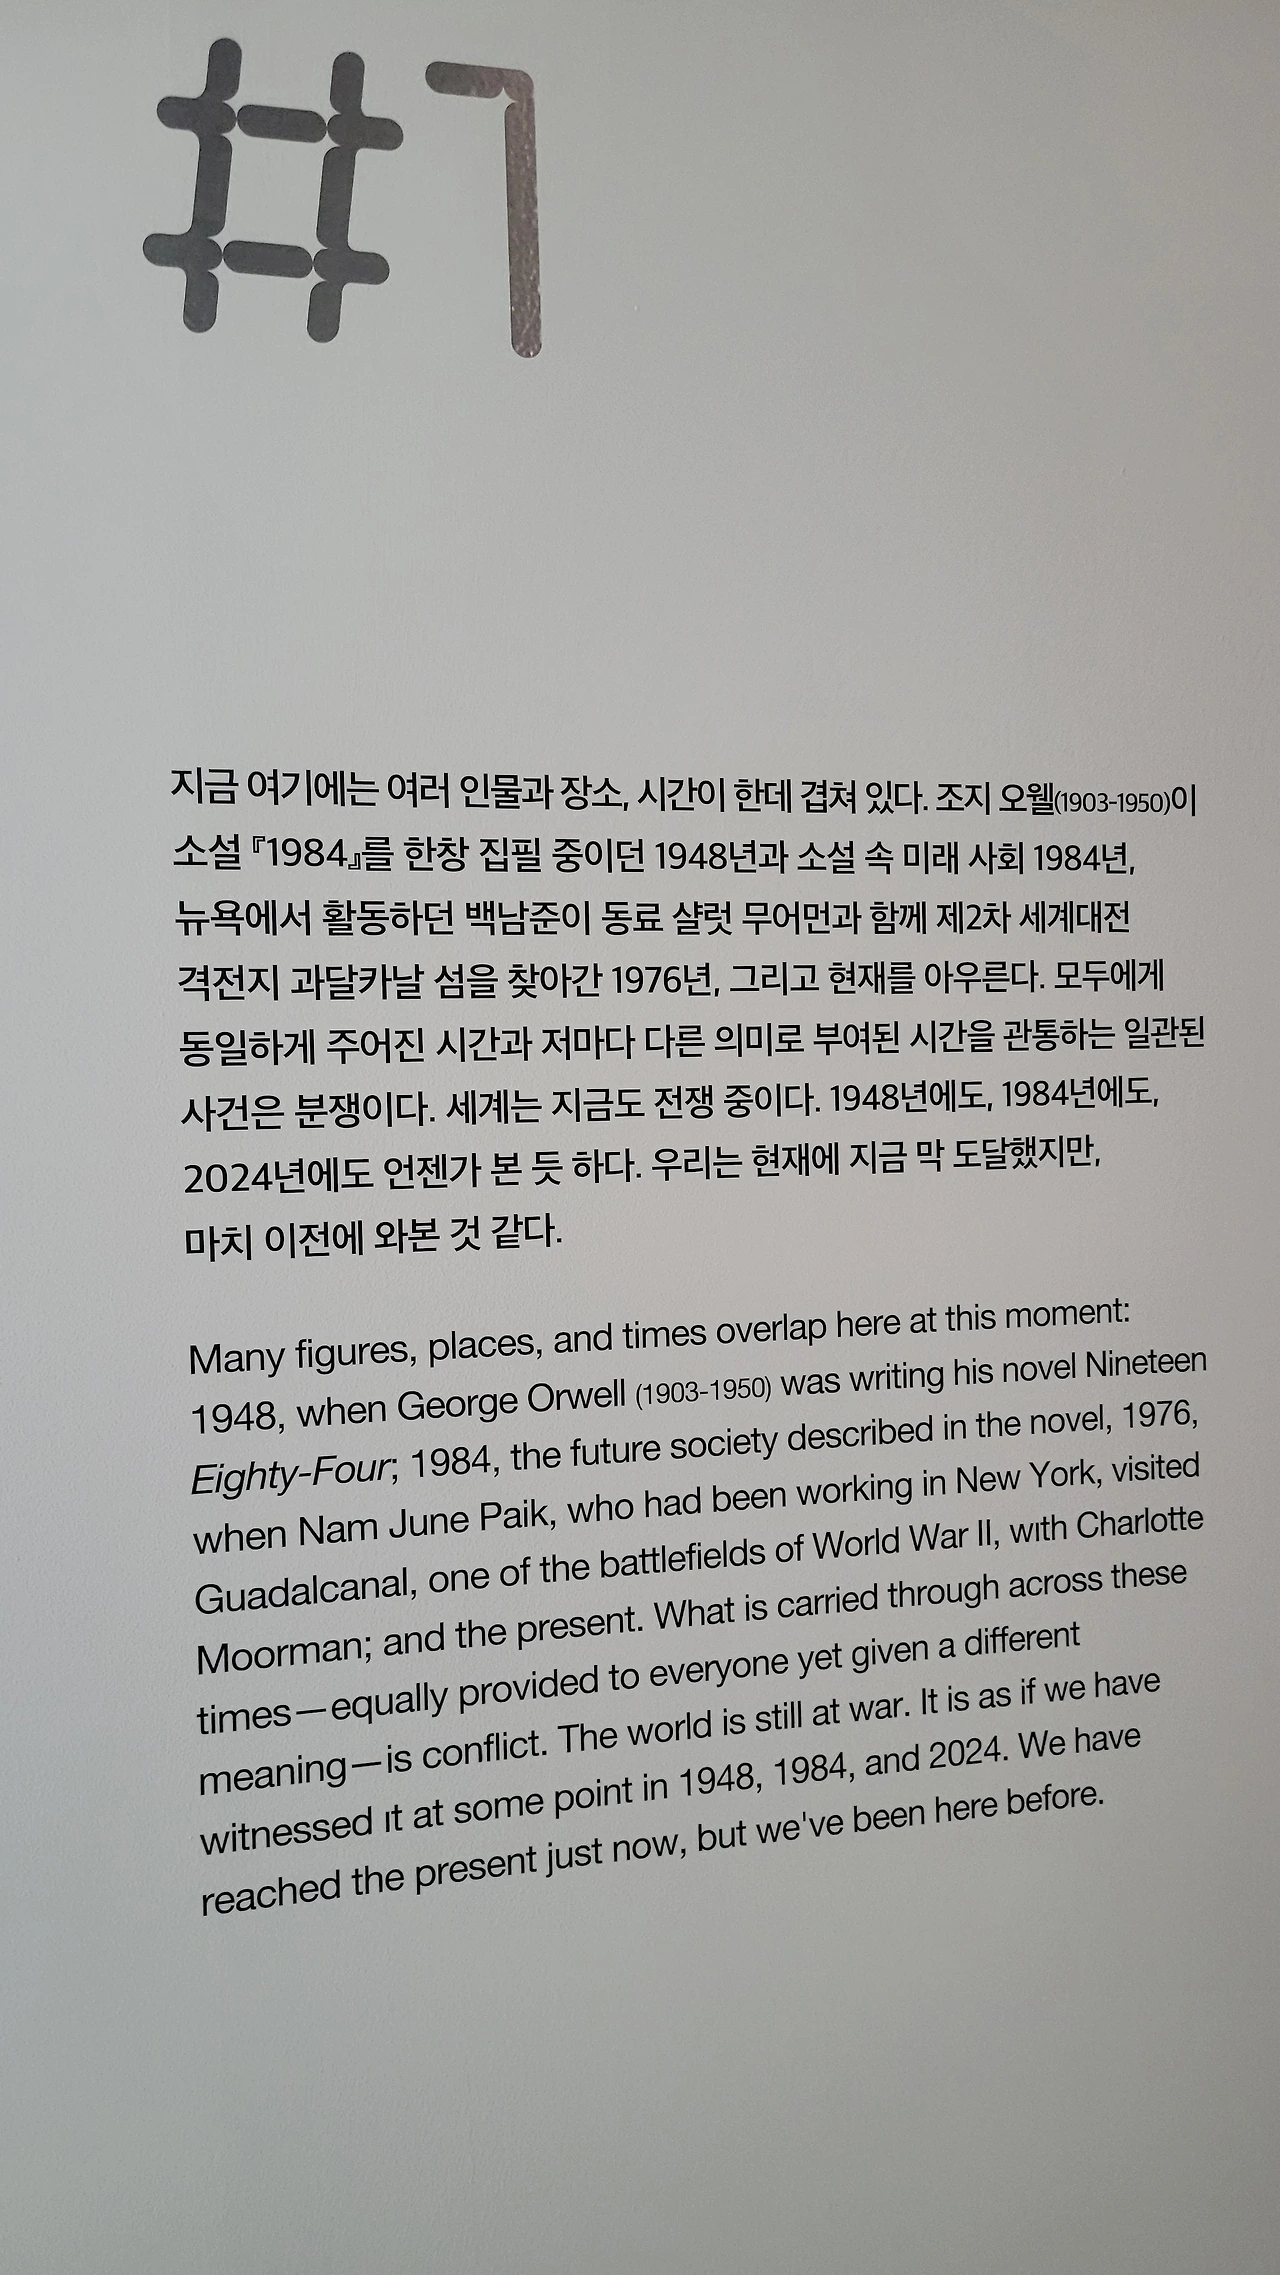 #7
지금 여기에는 여러 인물과 장소, 시간이 한데 겹쳐 있다. 조지 오웰(1903-1950)이
소설 『1984』를 한창 집필 중이던 1948년과 소설 속 미래 사회 1984년,
뉴욕에서 활동하던 백남준이 동료 샬럿 무어먼과 함께 제2차 세계대전
격전지 과달카날 섬을 찾아간 1976년, 그리고 현재를 아우른다. 모두에게
동일하게 주어진 시간과 저마다 다른 의미로 부여된 시간을 관통하는 일관된
사건은 분쟁이다. 세계는 지금도 전쟁 중이다. 1948년에도, 1984년에도,
2024년에도 언젠가 본 듯 하다. 우리는 현재에 지금 막 도달했지만,
마치 이전에 와본 것 같다.
Many figures, places, and times overlap here at this moment:
1948, when George Orwell (1903-1950) was writing his novel Nineteen
Eighty-Four; 1984, the future society described in the novel, 1976,
when Nam June Paik, who had been working in New York, visited
Guadalcanal, one of the battlefields of World War II, with Charlotte
Moorman; and the present. What is carried through across these
times—equally provided to everyone yet given a different
meaning—is conflict. The world is still at war. It is as if we have
witnessed it at some point in 1948, 1984, and 2024. We have
reached the present just now, but we've been here before.